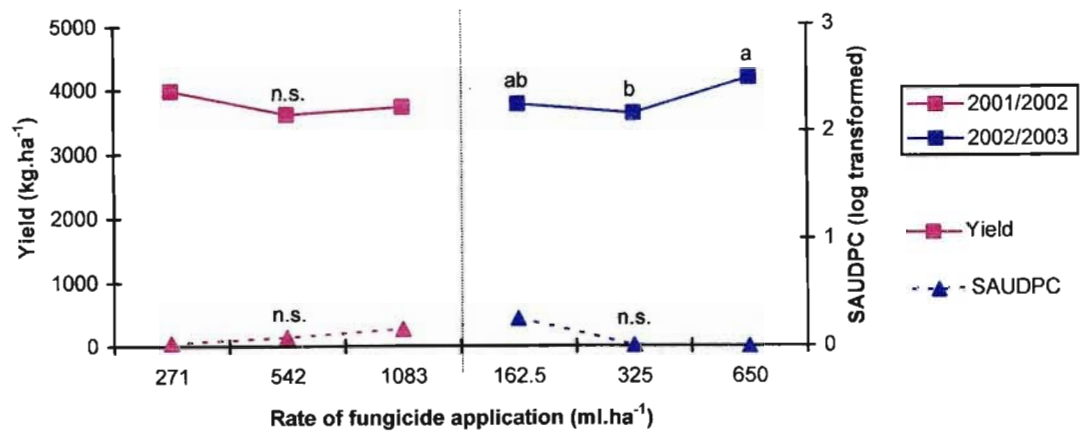 5000
4000
3000
2000
1000
0
Yield (kg.ha⁻¹)
n.s.
n.s.
ab
b
a
n.s.
3
2
1
0
SAUDPC (log transformed)
271 542 1083 162.5 325 650
Rate of fungicide application (ml.ha⁻¹)
2001/2002
2002/2003
Yield
SAUDPC